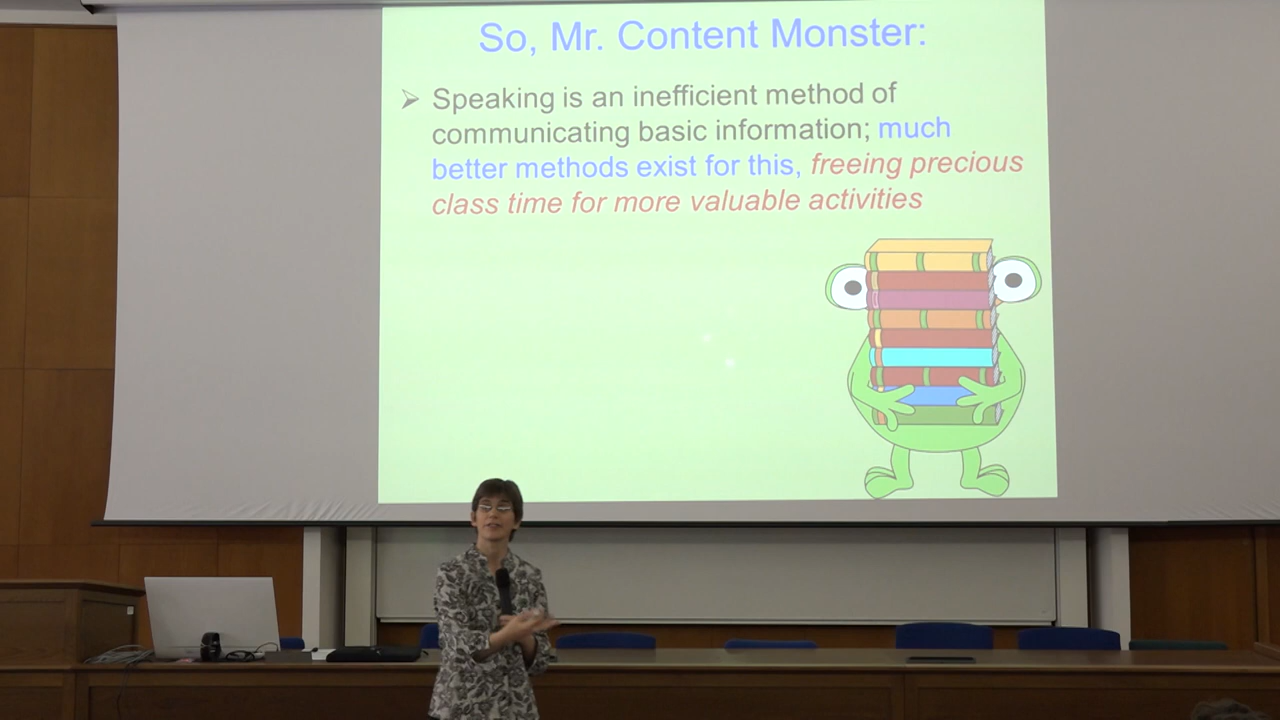 So, Mr. Content Monster:
Speaking is an inefficient method of
communicating basic information; much
better methods exist for this, freeing precious
class time for more valuable activities